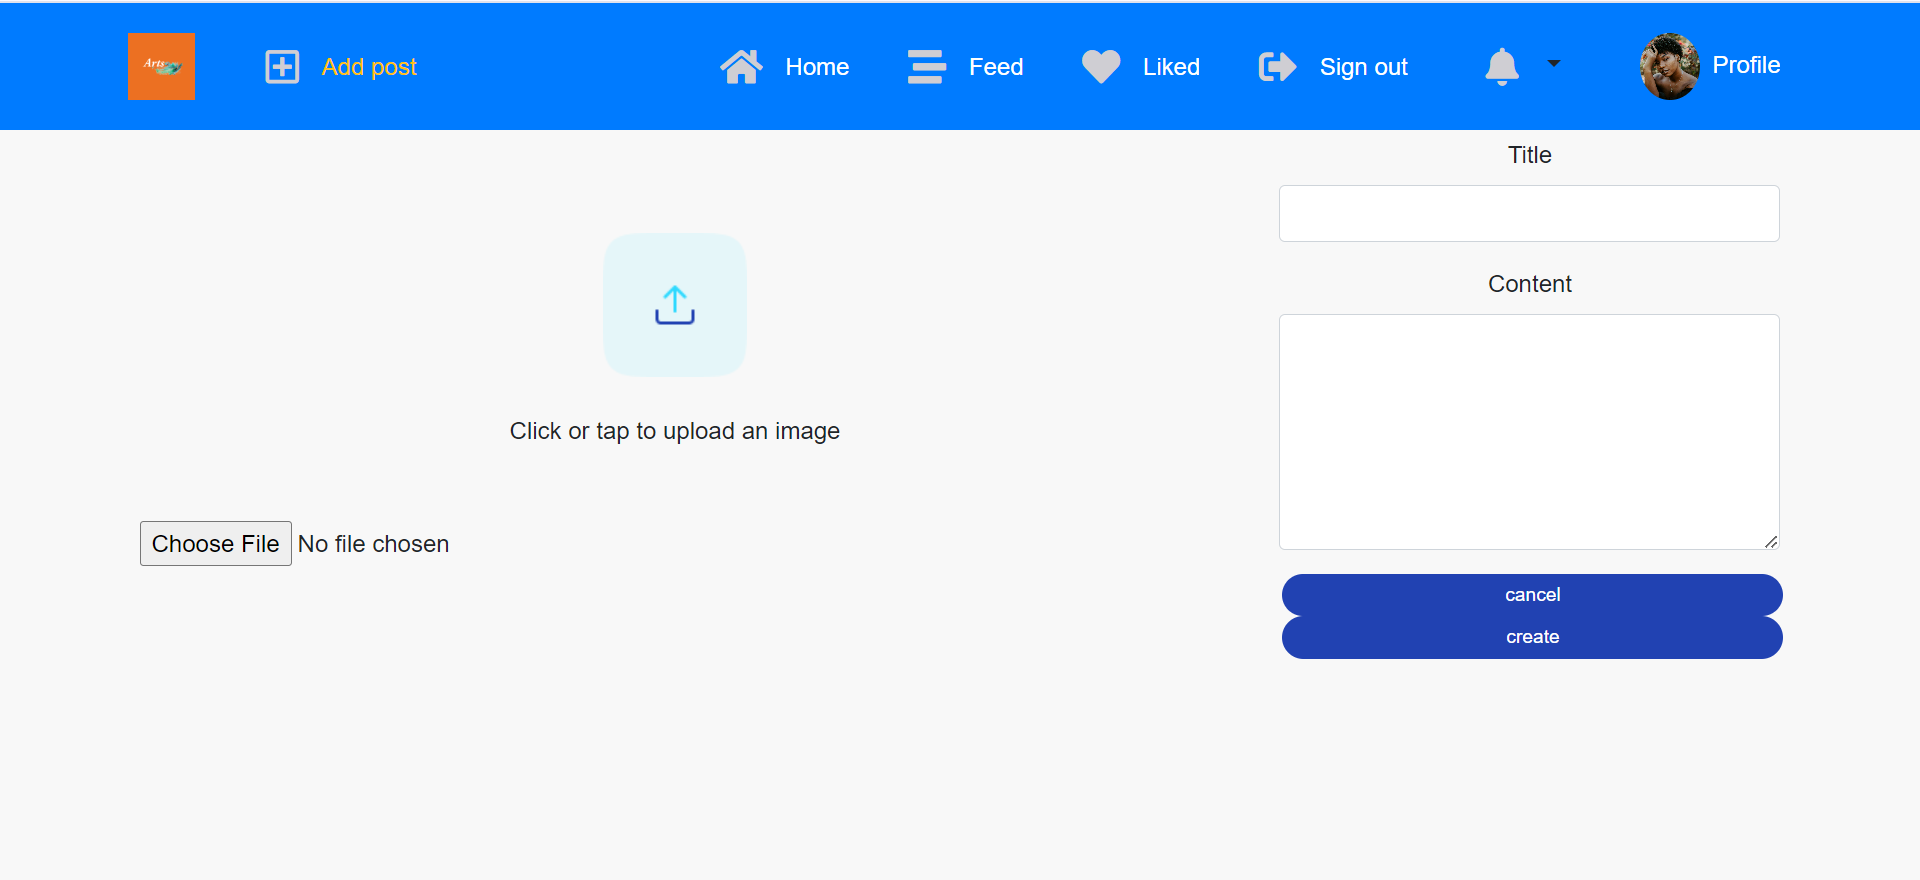 Arts
Add post
Home
Feed
Liked
Sign out
Profile
Title
Content
Click or tap to upload an image
Choose File No file chosen
cancel
create